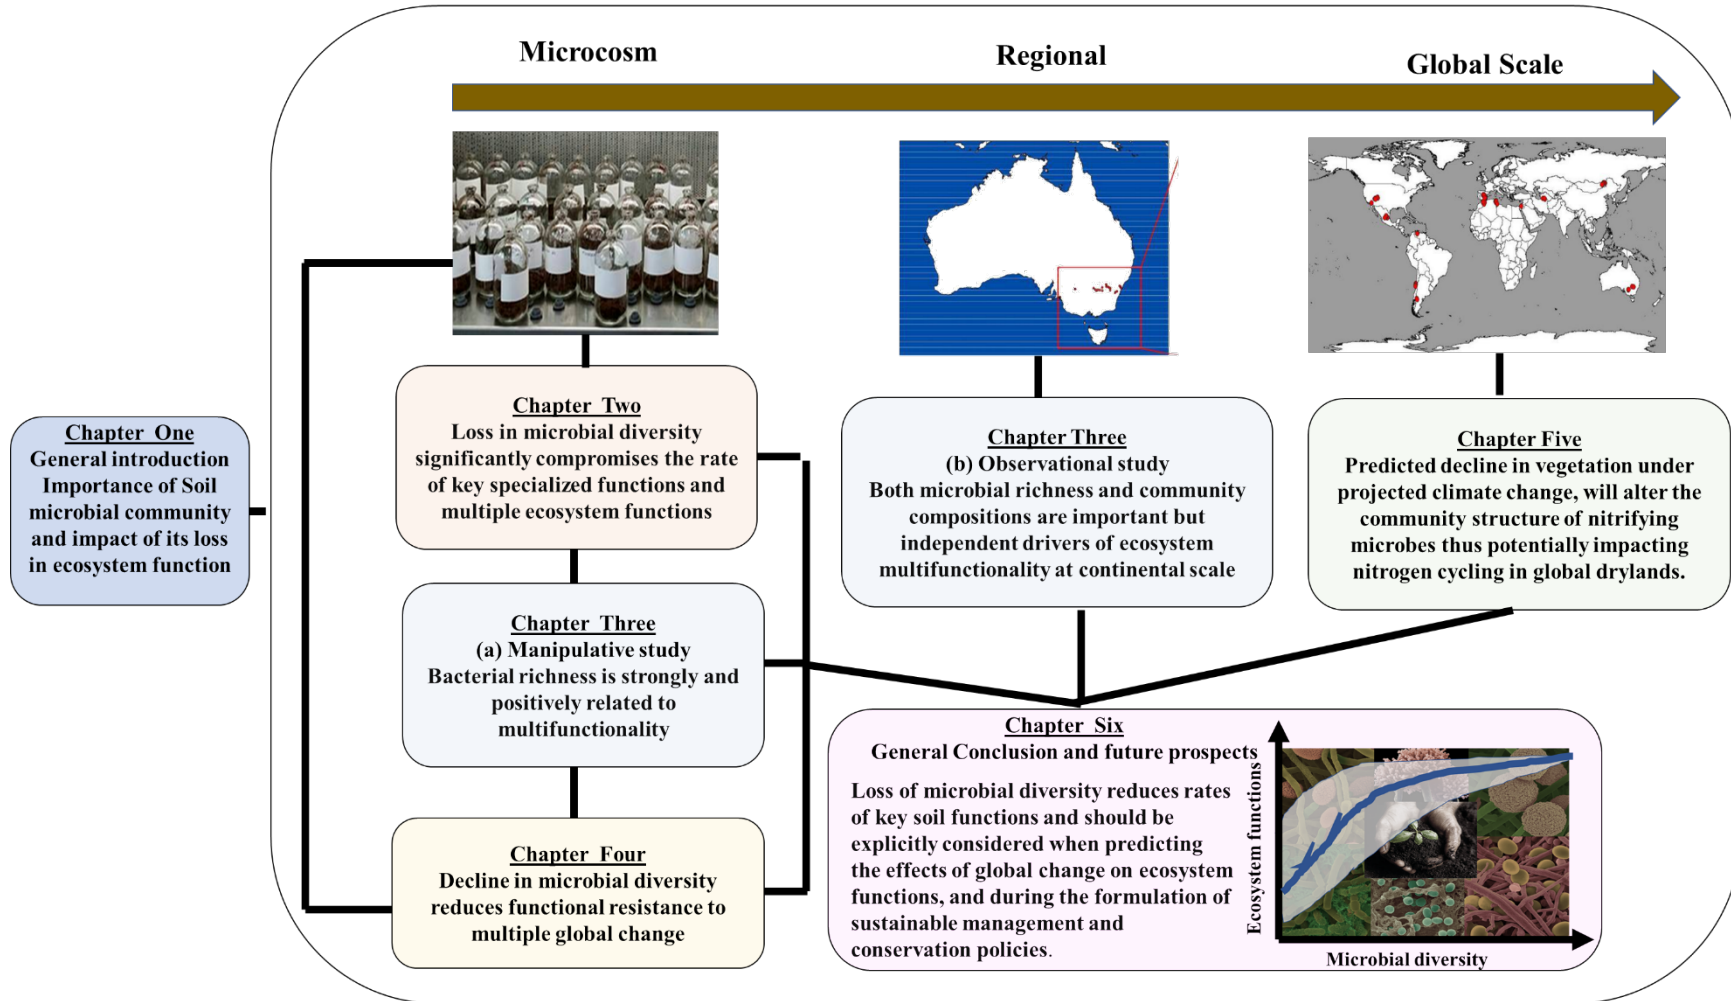 Microcosm
Regional
Global Scale
Chapter One
General introduction
Importance of Soil
microbial community
and impact of its loss
in ecosystem function
Chapter Two
Loss in microbial diversity
significantly compromises the rate
of key specialized functions and
multiple ecosystem functions
Chapter Three
(a) Manipulative study
Bacterial richness is strongly and
positively related to
multifunctionality
Chapter Four
Decline in microbial diversity
reduces functional resistance to
multiple global change
Chapter Three
(b) Observational study
Both microbial richness and community
compositions are important but
independent drivers of ecosystem
multifunctionality at continental scale
Chapter Five
Predicted decline in vegetation under
projected climate change, will alter the
community structure of nitrifying
microbes thus potentially impacting
nitrogen cycling in global drylands.
Chapter Six
General Conclusion and future prospects
Loss of microbial diversity reduces rates
of key soil functions and should be
explicitly considered when predicting
the effects of global change on ecosystem
functions, and during the formulation of
sustainable management and
conservation policies.
Ecosystem functions
Microbial diversity